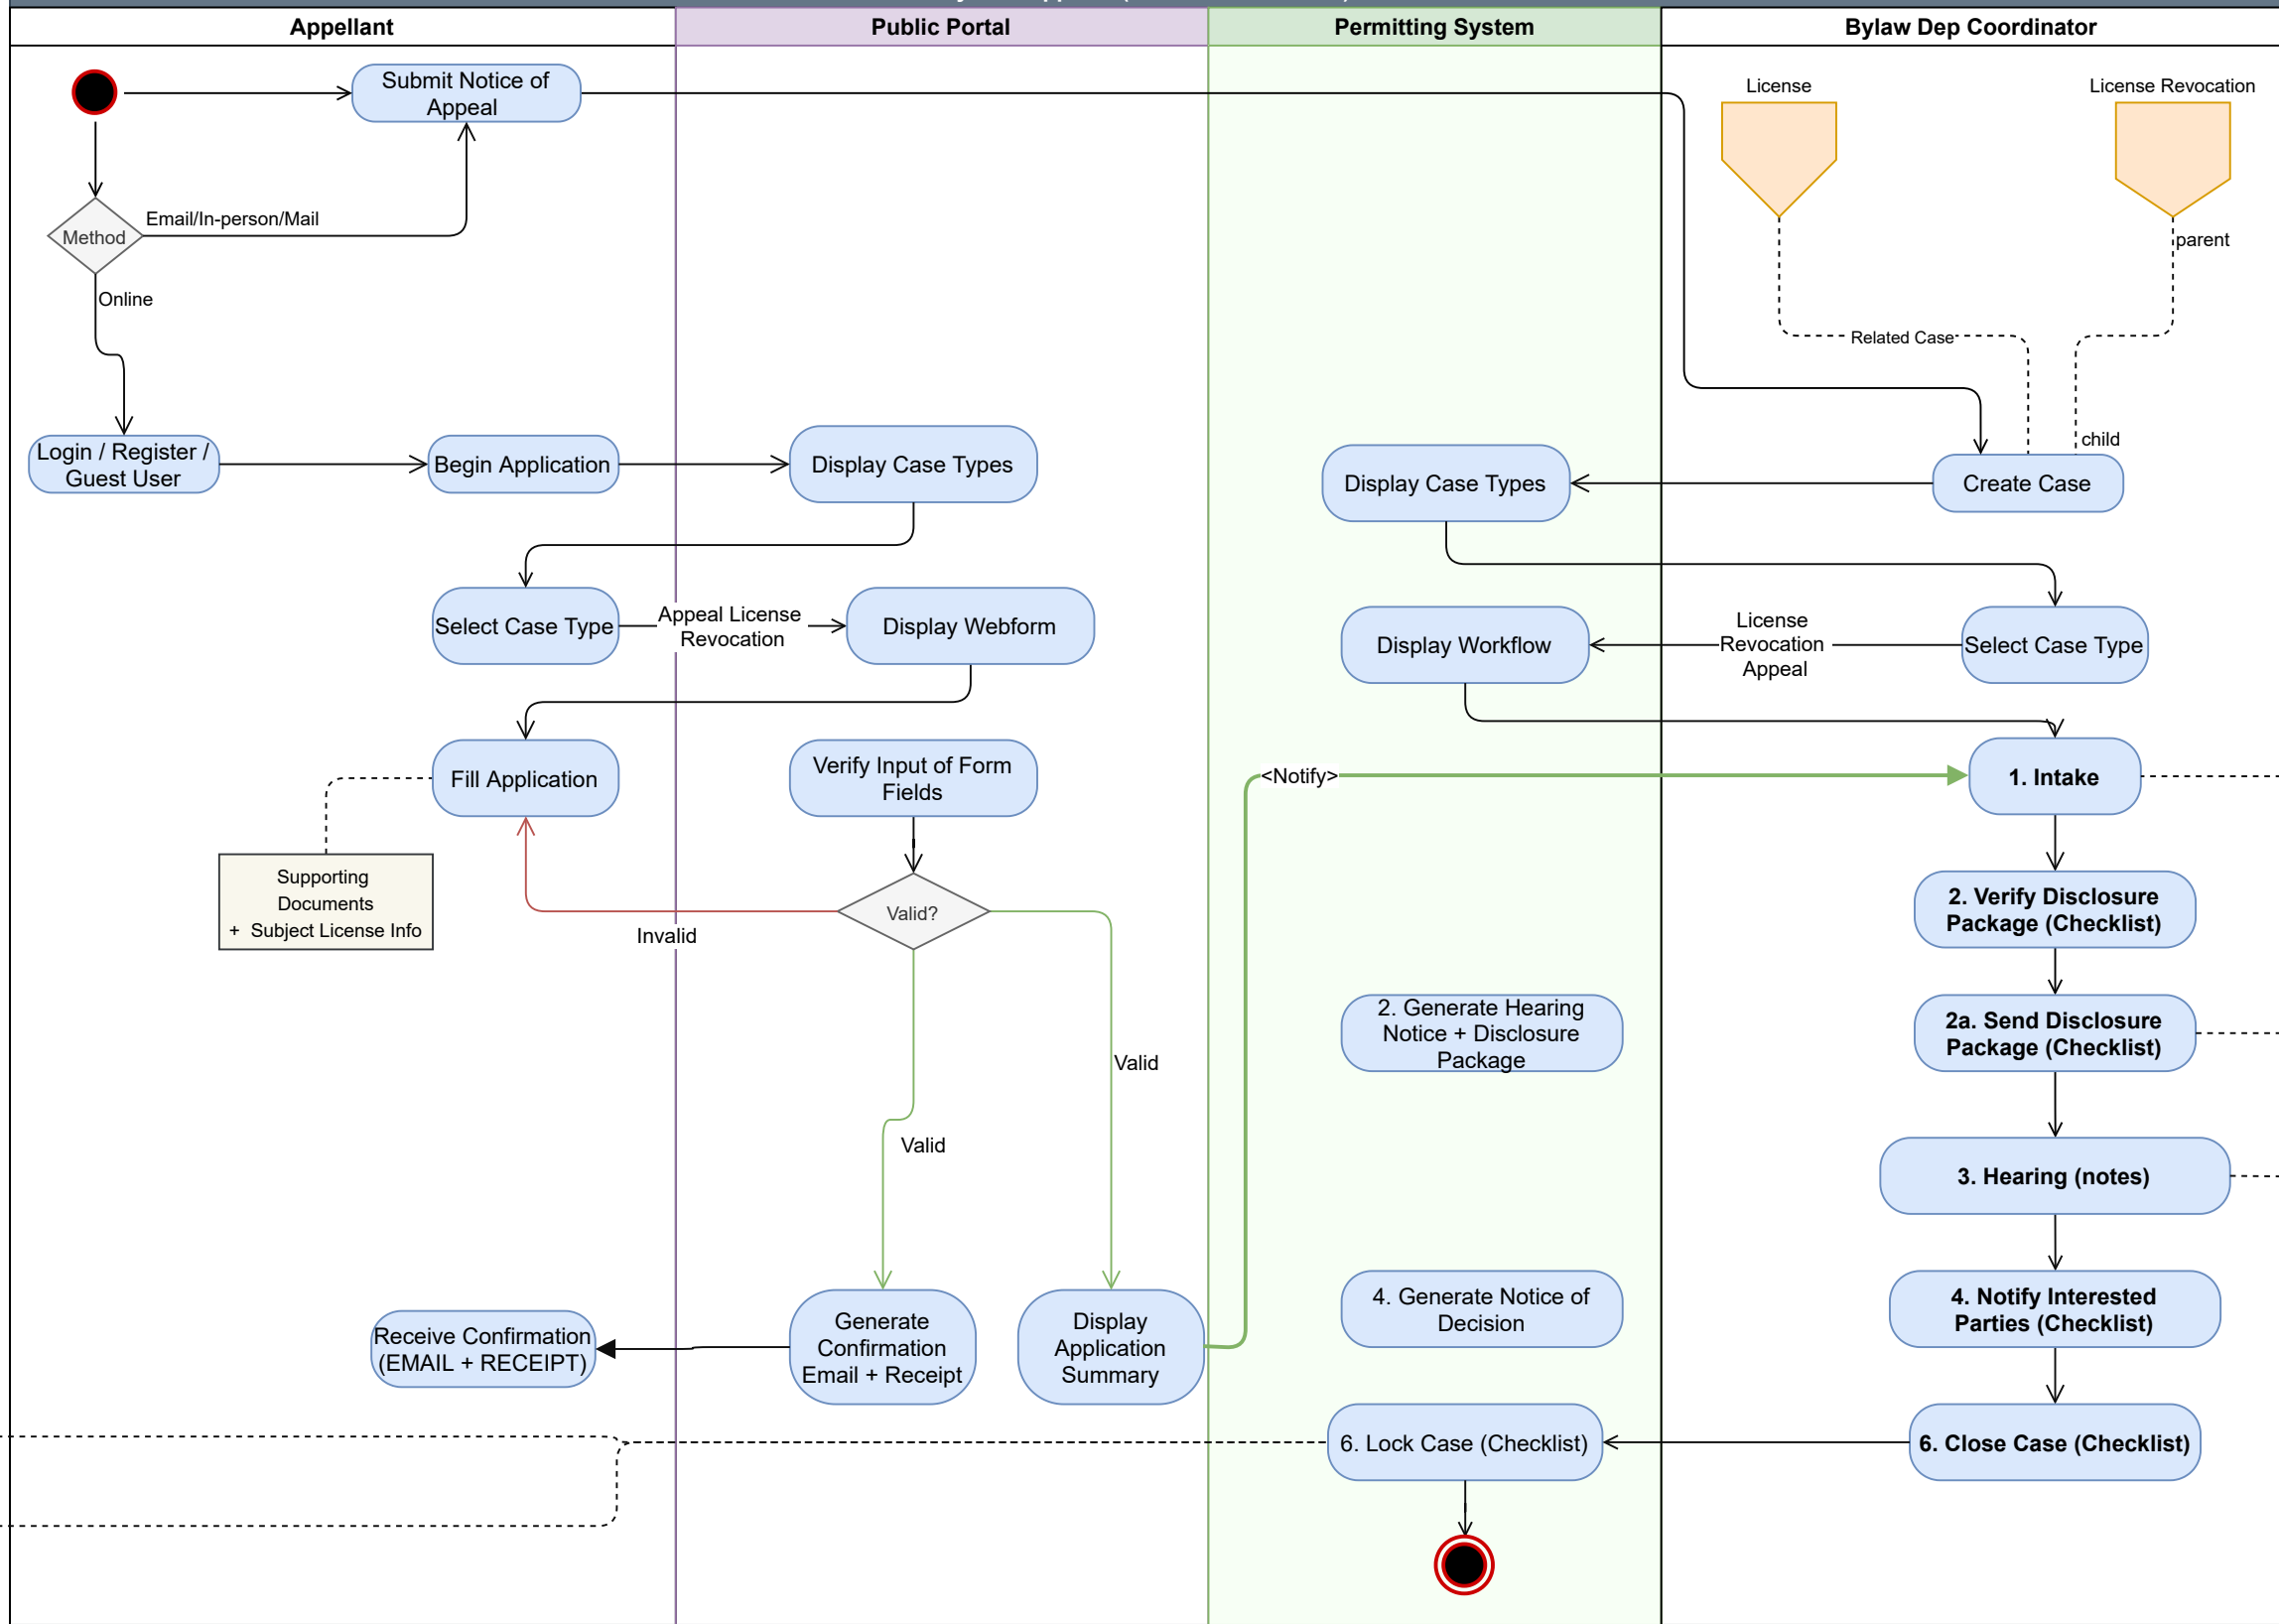 Appellant
Public Portal
Permitting System
Bylaw Dep Coordinator
Submit Notice of
Appeal
License
License Revocation
Method
Email/In-person/Mail
parent
Online
Related Case
child
Login / Register /
Guest User
Begin Application
Display Case Types
Display Case Types
Create Case
Select Case Type
Appeal License
Revocation
Display Webform
Display Workflow
License
Revocation
Appeal
Select Case Type
Fill Application
Verify Input of Form
Fields
<Notify>
1. Intake
Supporting
Documents
+ Subject License Info
Valid?
Invalid
2. Verify Disclosure
Package (Checklist)
2. Generate Hearing
Notice + Disclosure
Package
2a. Send Disclosure
Package (Checklist)
Valid
Valid
3. Hearing (notes)
Receive Confirmation
(EMAIL + RECEIPT)
Generate
Confirmation
Email + Receipt
Display
Application
Summary
4. Generate Notice of
Decision
4. Notify Interested
Parties (Checklist)
6. Lock Case (Checklist)
6. Close Case (Checklist)